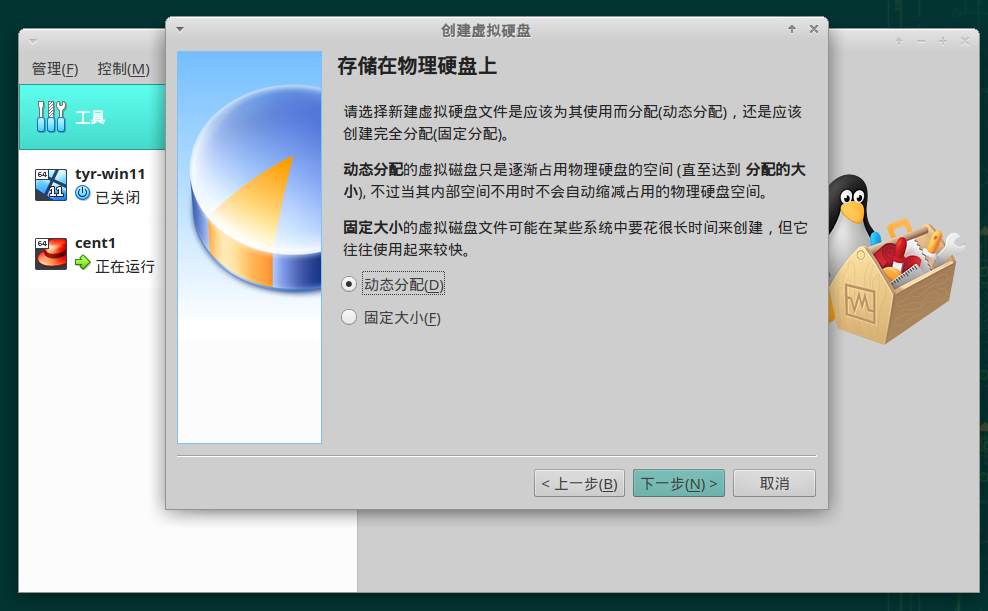 创建虚拟硬盘
管理(F) 控制(M)
工具
64
tyr-win11
11
已关闭
64
cent1
正在运行
存储在物理硬盘上
请选择新建虚拟硬盘文件是应该为其使用而分配(动态分配)，还是应该
创建完全分配(固定分配)。
动态分配的虚拟磁盘只是逐渐占用物理硬盘的空间 (直至达到 分配的大
小), 不过当其内部空间不用时不会自动缩减占用的物理硬盘空间。
固定大小的虚拟磁盘文件可能在某些系统中要花很长时间来创建，但它
往往使用起来较快。
动态分配(D)
固定大小(F)
< 上一步(B)
下一步(N) >
取消